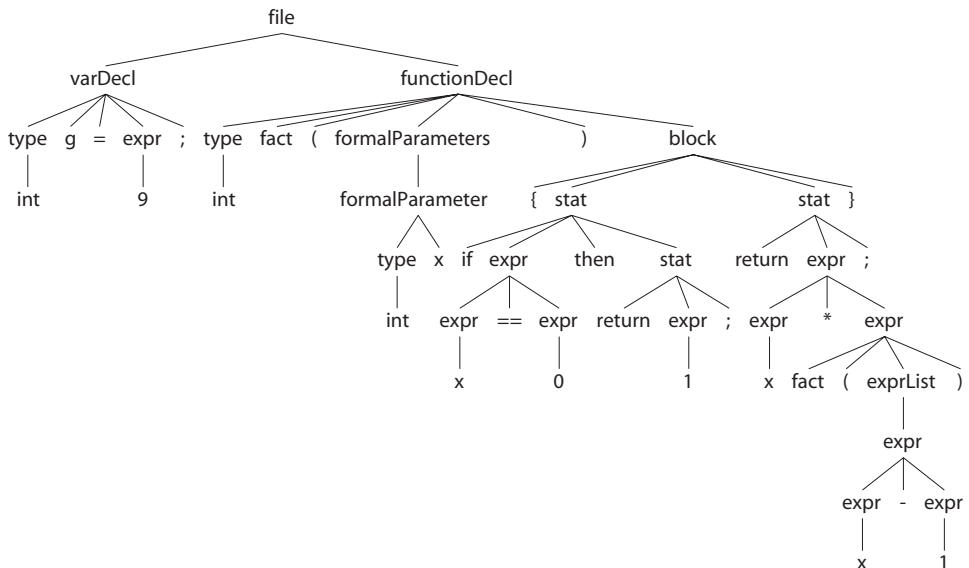 file
varDecl functionDecl
type g = expr ; type fact ( formalParameters ) block
int 9 int formalParameter { stat stat }
type x if expr then stat return expr ;
int expr == expr return expr ; expr * expr
x 0 1 x fact ( exprList )
expr
expr - expr
x 1